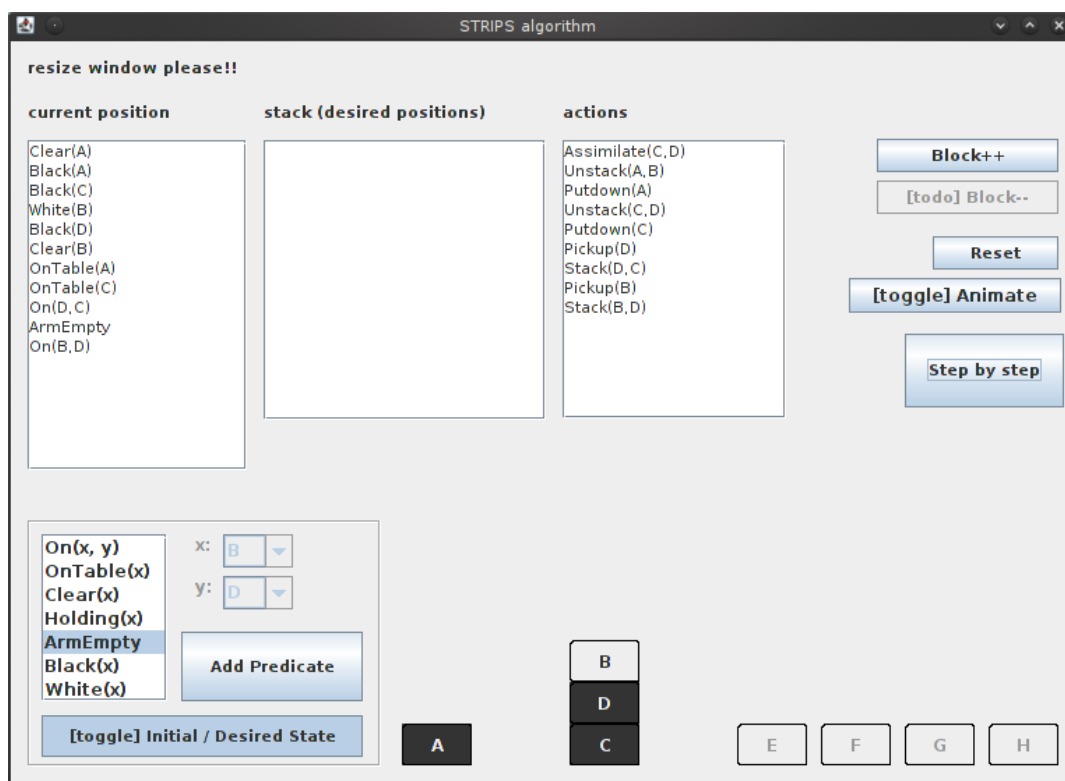 STRIPS algorithm
resize window please!!
current position
stack (desired positions)
actions
Clear(A)
Black(A)
Black(C)
White(B)
Black(D)
Clear(B)
OnTable(A)
OnTable(C)
On(D,C)
ArmEmpty
On(B,D)
Assimilate(C,D)
Unstack(A,B)
Putdown(A)
Unstack(C,D)
Putdown(C)
Pickup(D)
Stack(D,C)
Pickup(B)
Stack(B,D)
Block++
[todo] Block--
Reset
[toggle] Animate
Step by step
On(x, y)
OnTable(x)
Clear(x)
Holding(x)
ArmEmpty
Black(x)
White(x)
x: B
y: D
Add Predicate
[toggle] Initial / Desired State
B
D
A C E F G H